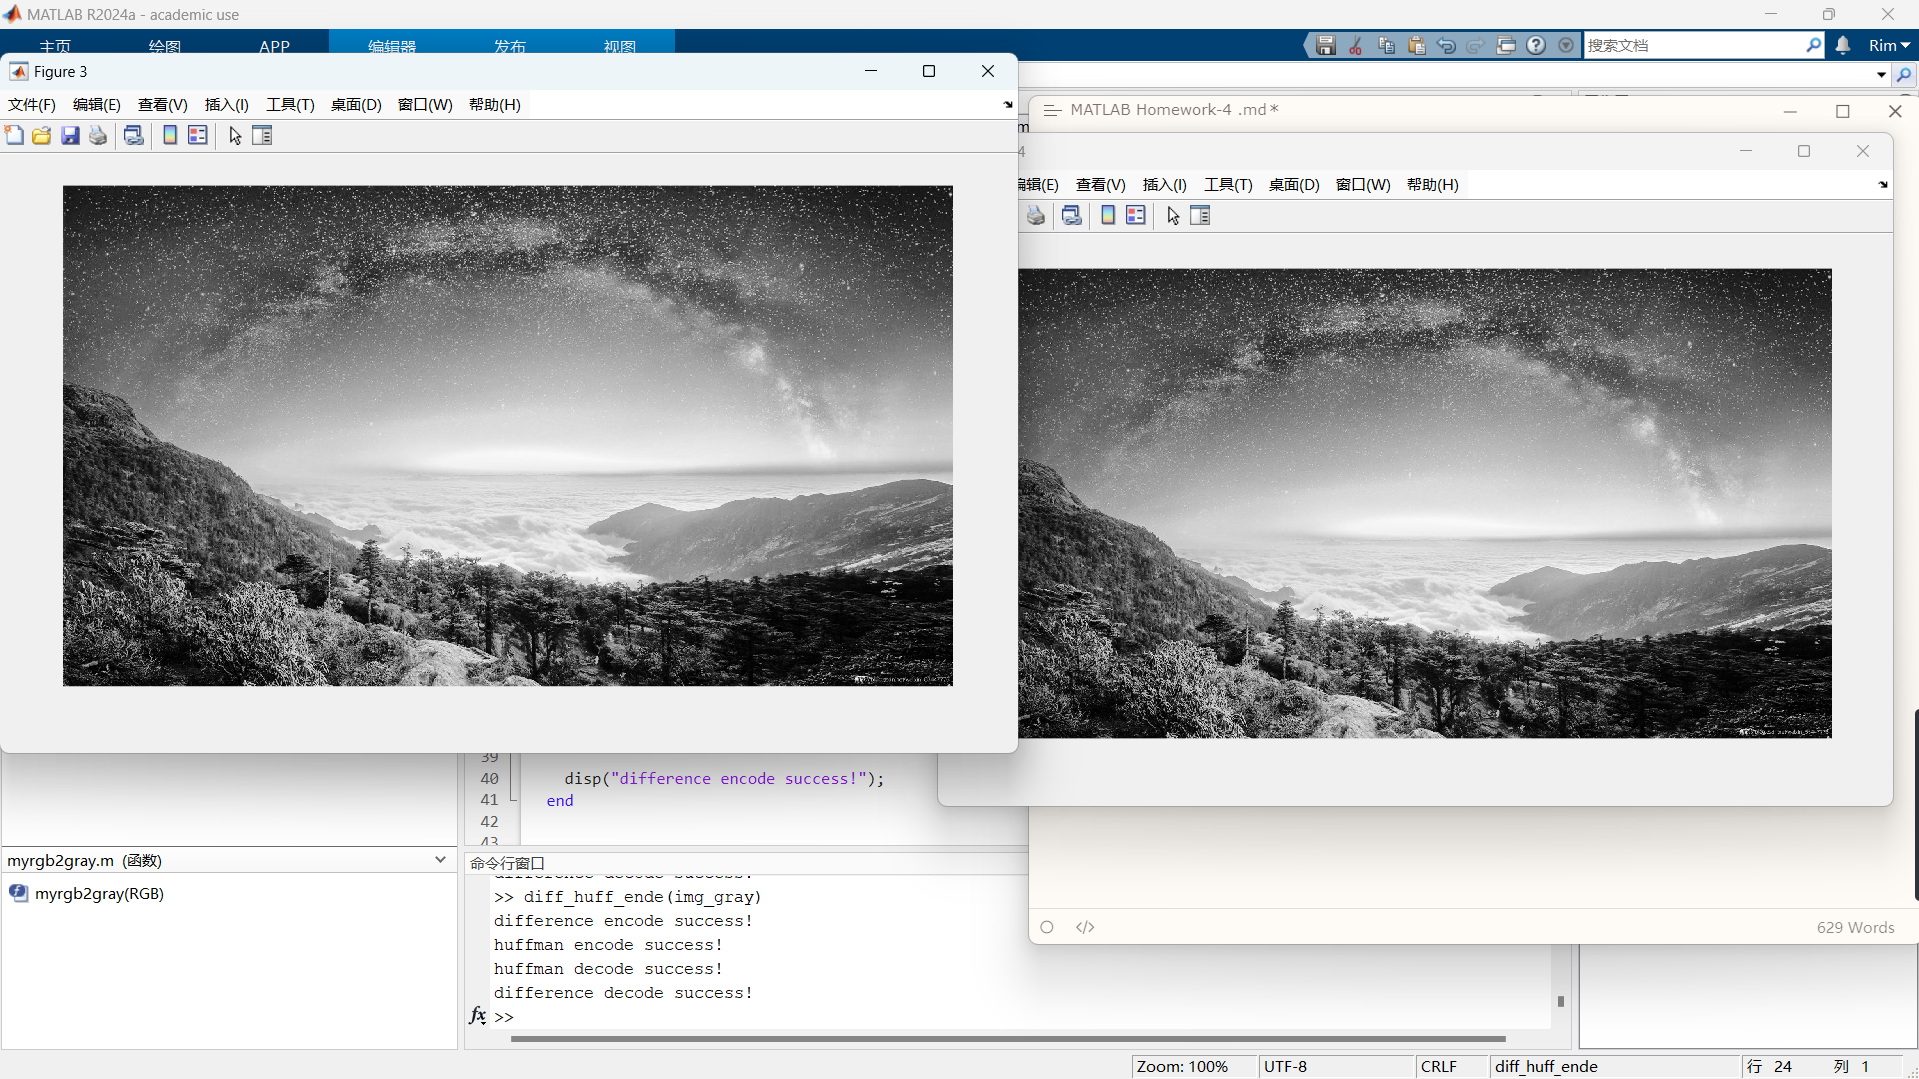 MATLAB R2024a - academic use
主页 绘图 APP 编辑器 发布 视图
搜索文档
Rim
Figure 3
文件(F) 编辑(E) 查看(V) 插入(I) 工具(T) 桌面(D) 窗口(W) 帮助(H)
MATLAB Homework-4 .md*
4
编辑(E) 查看(V) 插入(I) 工具(T) 桌面(D) 窗口(W) 帮助(H)
39
40 disp("difference encode success!");
41 end
42
43
myrgb2gray.m (函数)
myrgb2gray(RGB)
命令行窗口
difference decode success!
>> diff_huff_ende(img_gray)
difference encode success!
huffman encode success!
huffman decode success!
difference decode success!
fx >>
</> 629 Words
Zoom: 100% UTF-8 CRLF diff_huff_ende 行 24 列 1